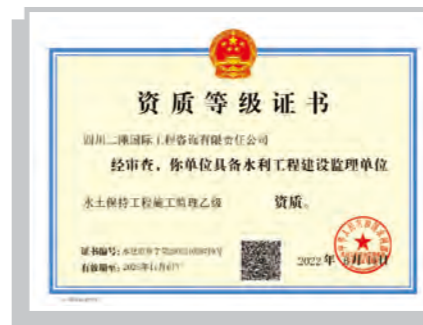 资质等级证书
四川二滩国际工程咨询有限责任公司
经审查，你单位具备水利工程建设监理单位
水土保持工程施工监理乙级 资质。
证书编号：
有效期至：
2022年